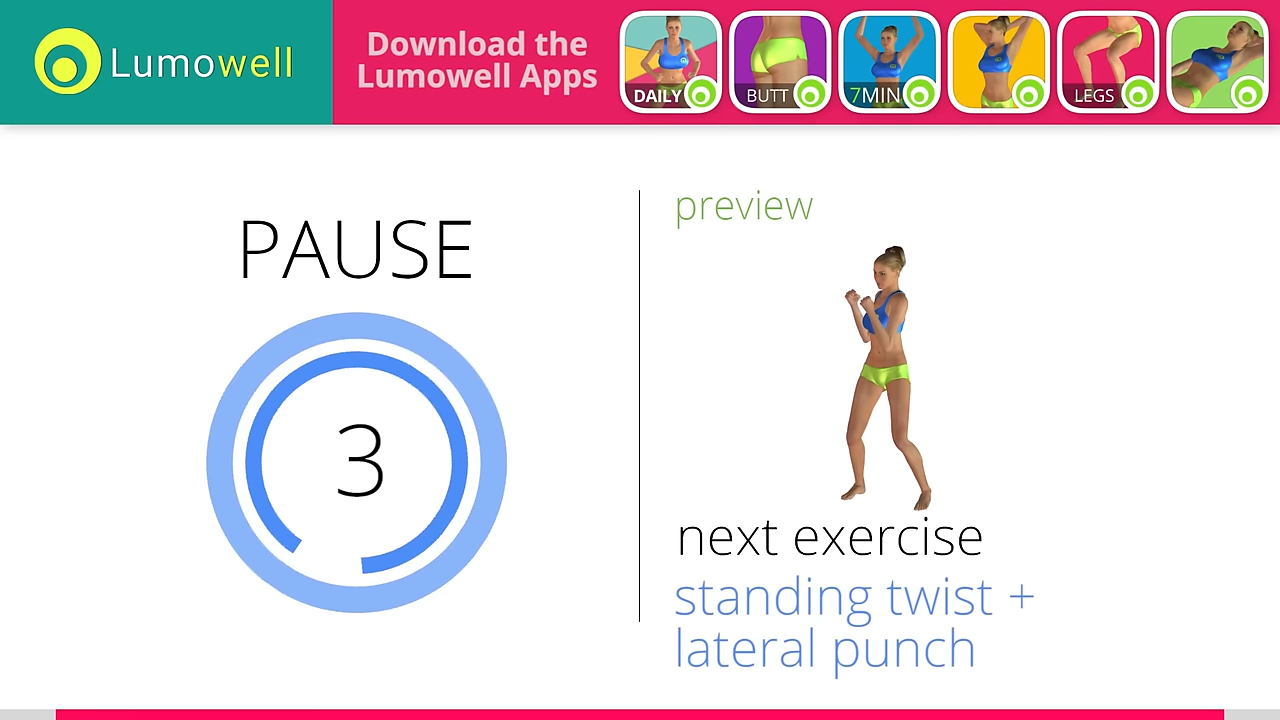 Lumowell
Download the
Lumowell Apps
DAILY
BUTT
7MIN
LEGS
PAUSE
3
preview
next exercise
standing twist +
lateral punch